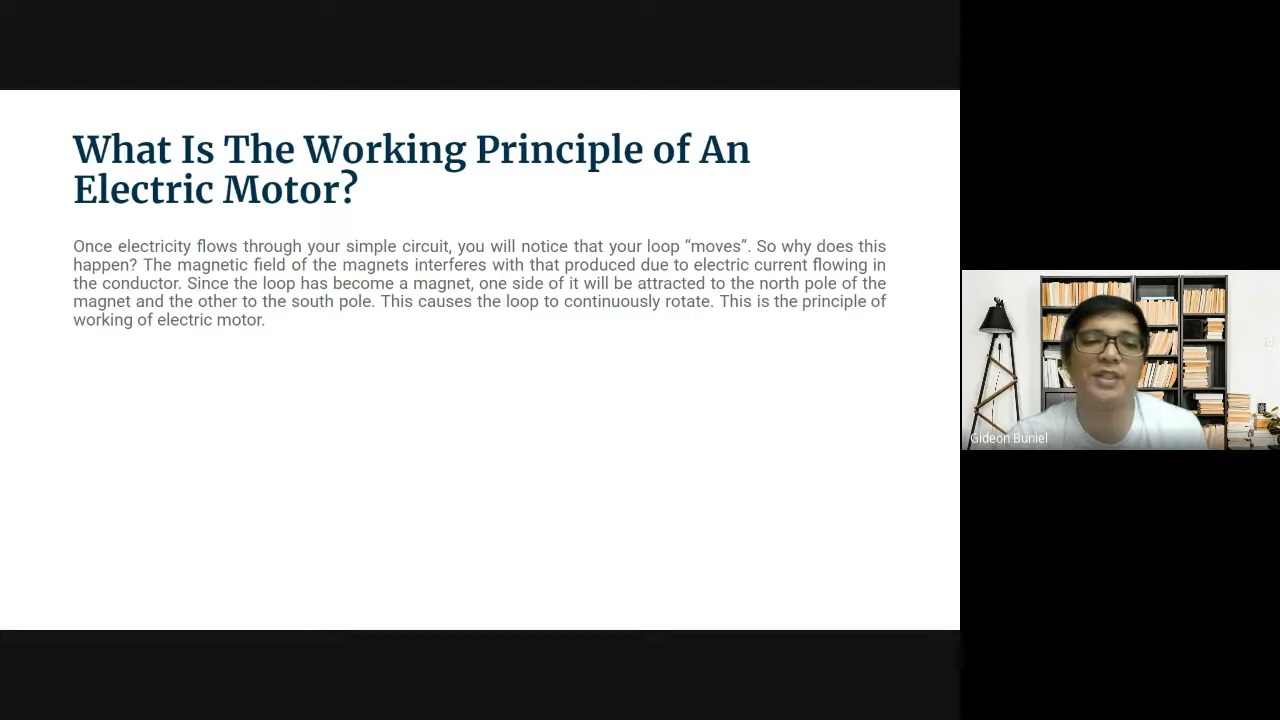 What Is The Working Principle of An
Electric Motor?
Once electricity flows through your simple circuit, you will notice that your loop “moves”. So why does this
happen? The magnetic field of the magnets interferes with that produced due to electric current flowing in
the conductor. Since the loop has become a magnet, one side of it will be attracted to the north pole of the
magnet and the other to the south pole. This causes the loop to continuously rotate. This is the principle of
working of electric motor.
Gideon Buniel